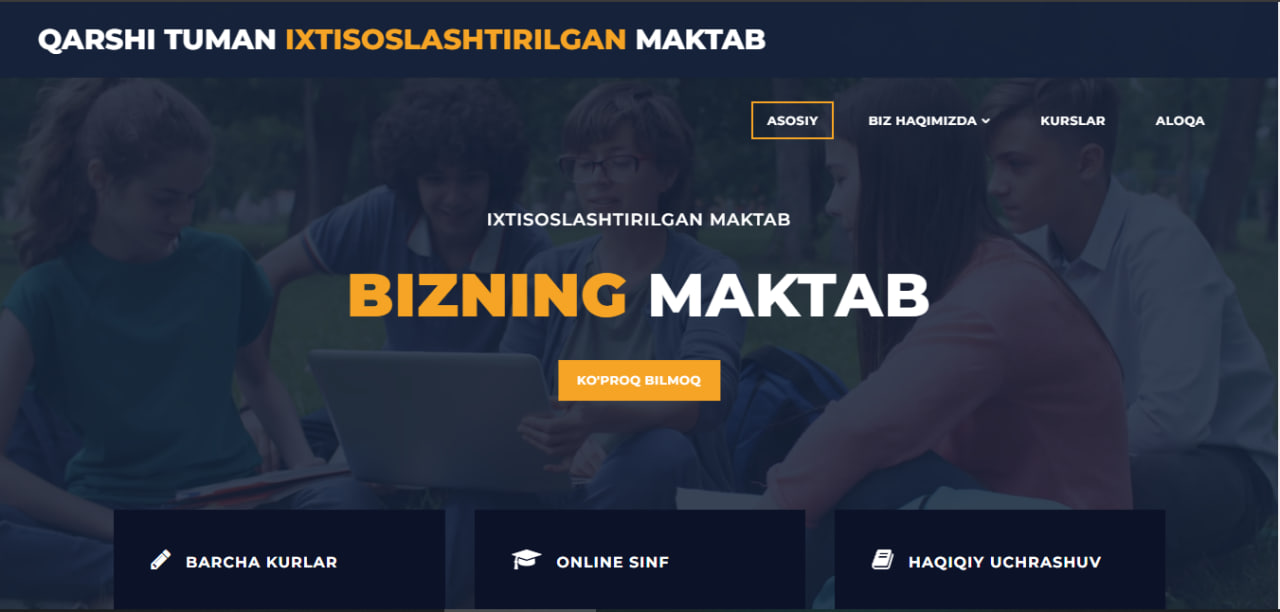 QARSHI TUMAN IXTISOSLASHTIRILGAN MAKTAB
ASOSIY BIZ HAQIMIZDA KURSLAR ALOQA
IXTISOSLASHTIRILGAN MAKTAB
BIZNING MAKTAB
KO'PROQ BILMOQ
BARCHA KURLAR ONLINE SINF HAQIQIY UCHRASHUV